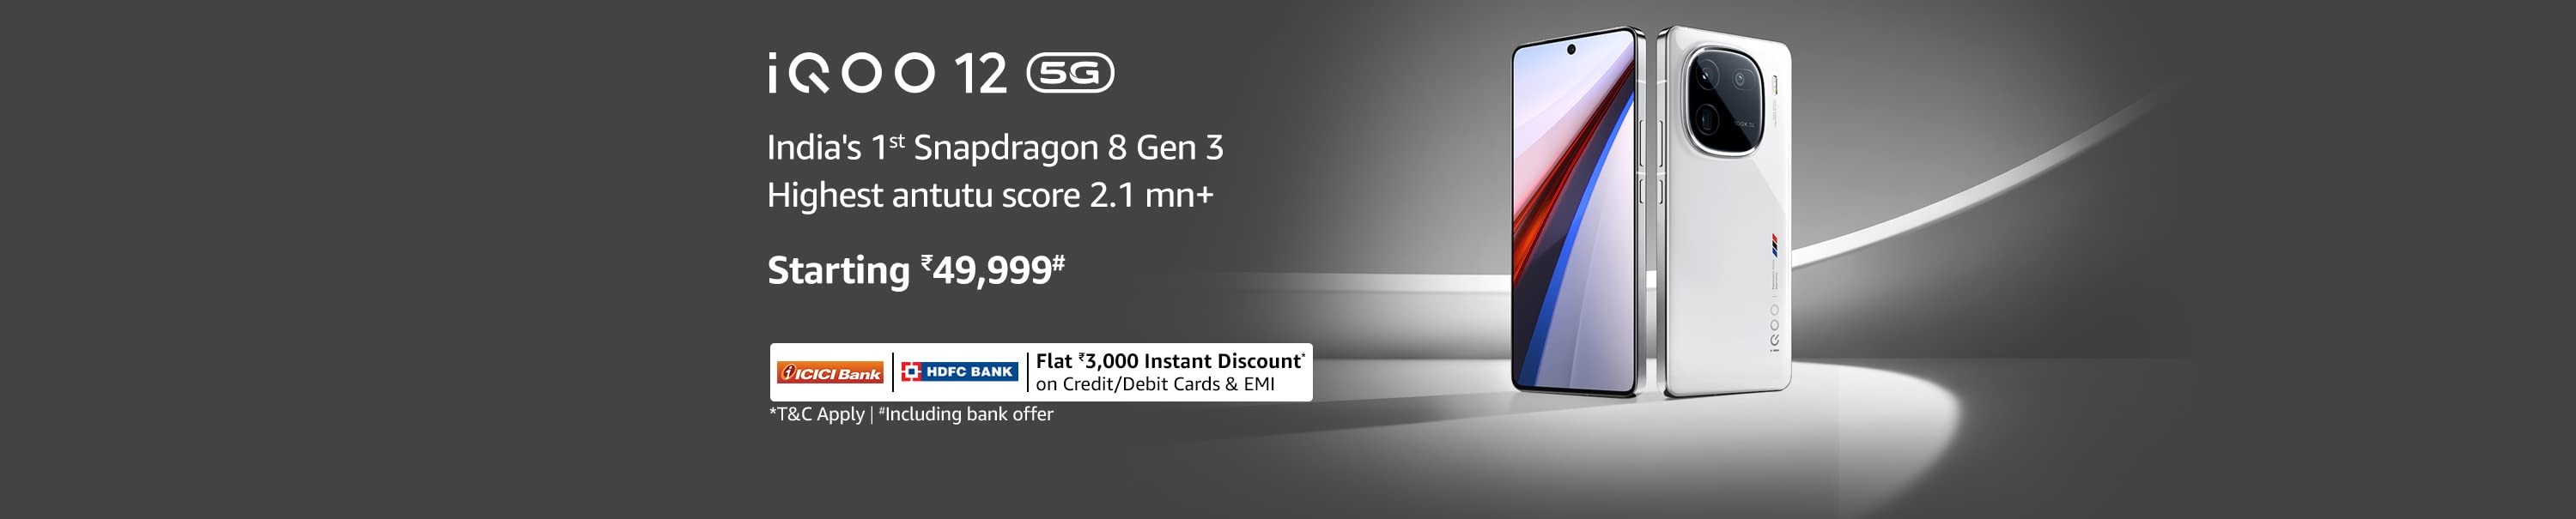 iQOO 12 5G
India's 1st Snapdragon 8 Gen 3
Highest antutu score 2.1 mn+
Starting ₹49,999#
ICICI Bank | HDFC BANK | Flat ₹3,000 Instant Discount*
on Credit/Debit Cards & EMI
*T&C Apply | #Including bank offer
iQOO